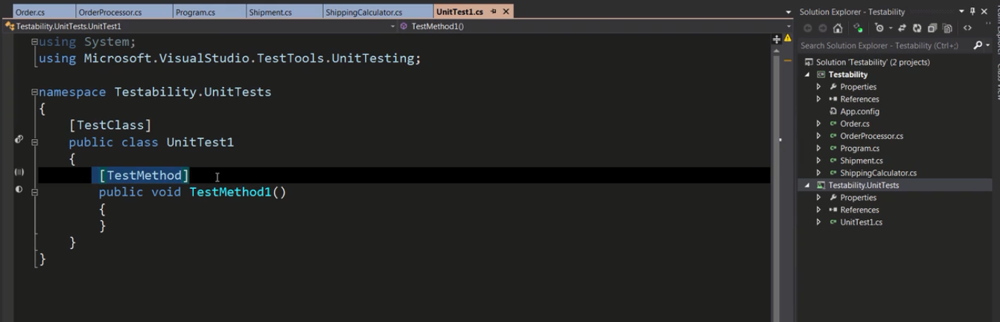 Order.cs OrderProcessor.cs Program.cs Shipment.cs ShippingCalculator.cs UnitTest1.cs
Testability.UnitTests.UnitTest1 TestMethod1()
using System;
using Microsoft.VisualStudio.TestTools.UnitTesting;
namespace Testability.UnitTests
{
[TestClass]
public class UnitTest1
{
[TestMethod]
public void TestMethod1()
{
}
}
}
Solution Explorer - Testability
Search Solution Explorer - Testability (Ctrl+;)
Solution 'Testability' (2 projects)
Testability
Properties
References
App.config
Order.cs
OrderProcessor.cs
Program.cs
Shipment.cs
ShippingCalculator.cs
Testability.UnitTests
Properties
References
UnitTest1.cs